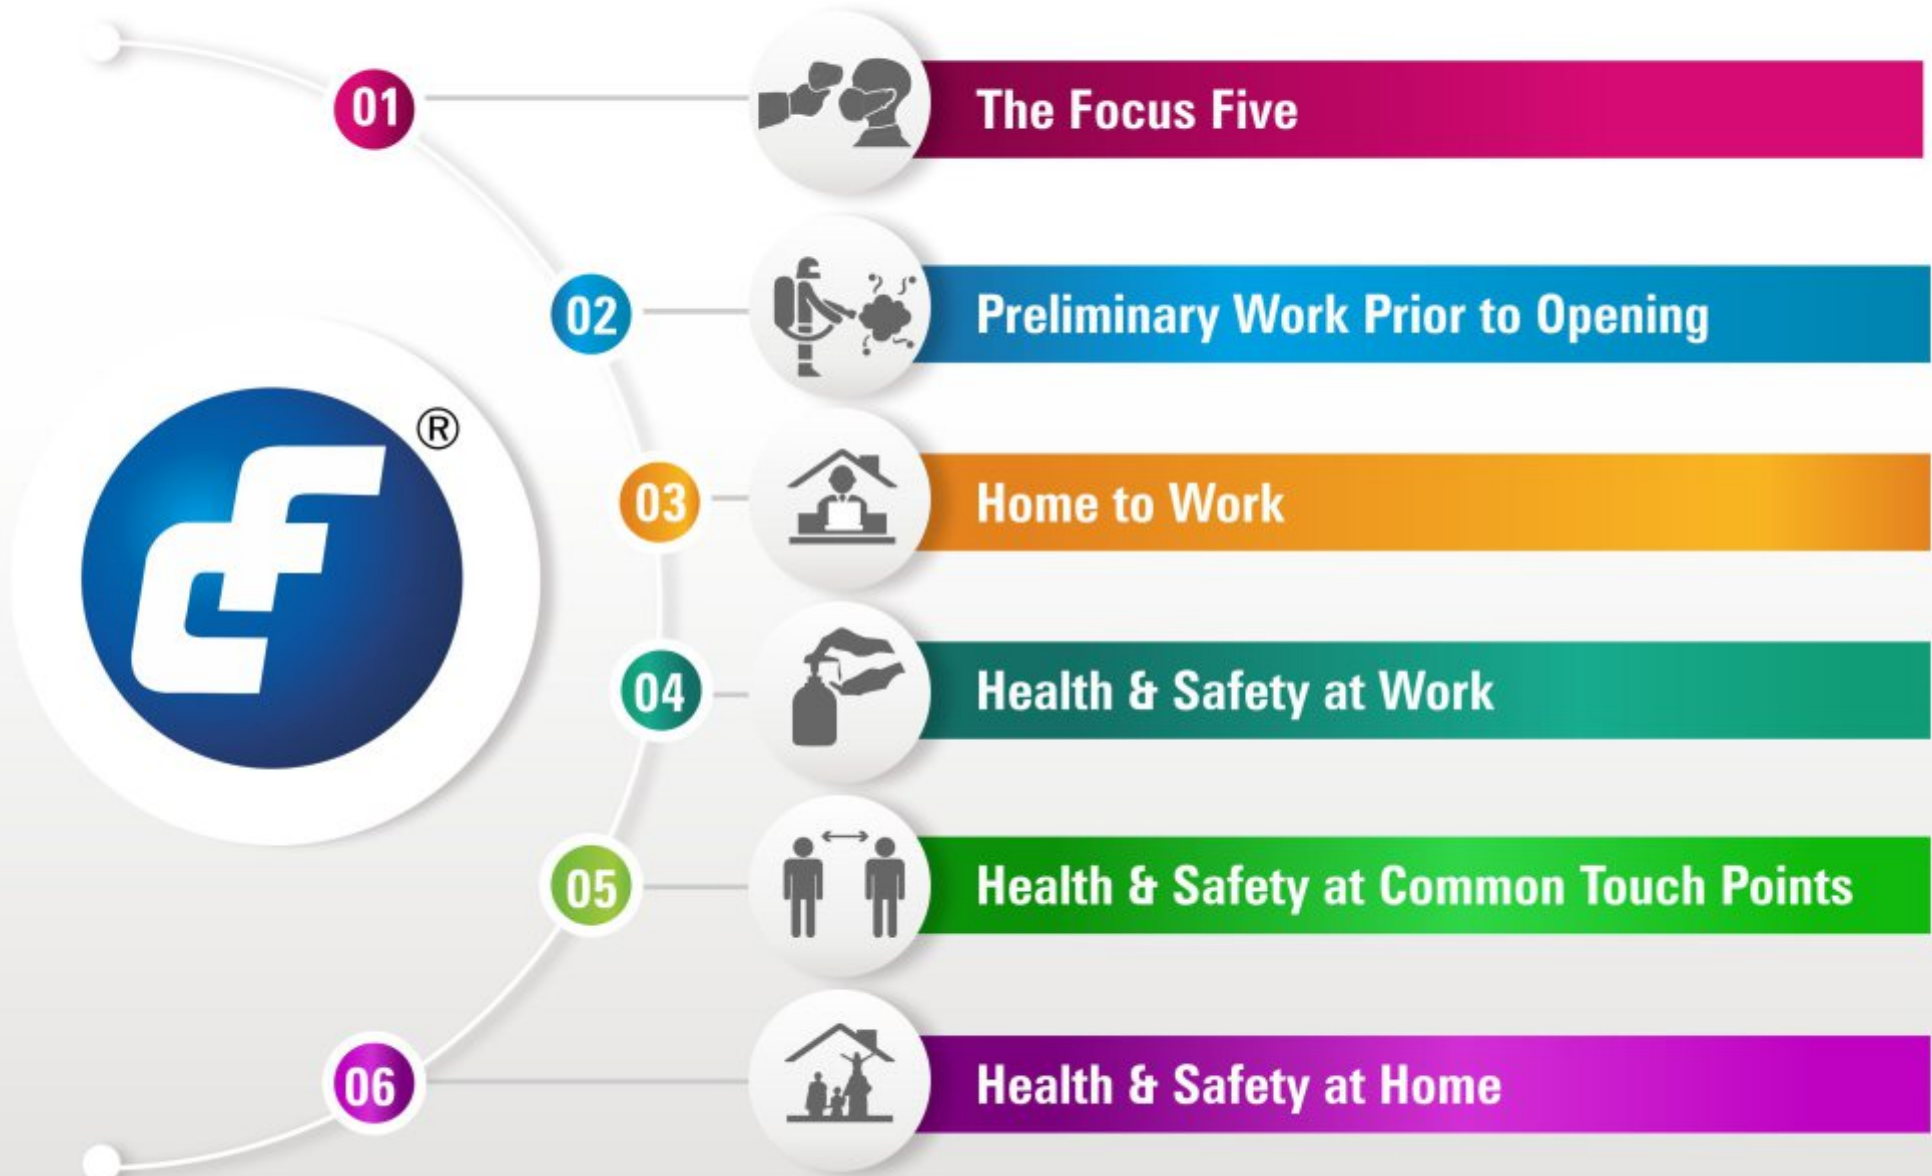 01 The Focus Five
02 Preliminary Work Prior to Opening
®
03 Home to Work
04 Health & Safety at Work
05 Health & Safety at Common Touch Points
06 Health & Safety at Home